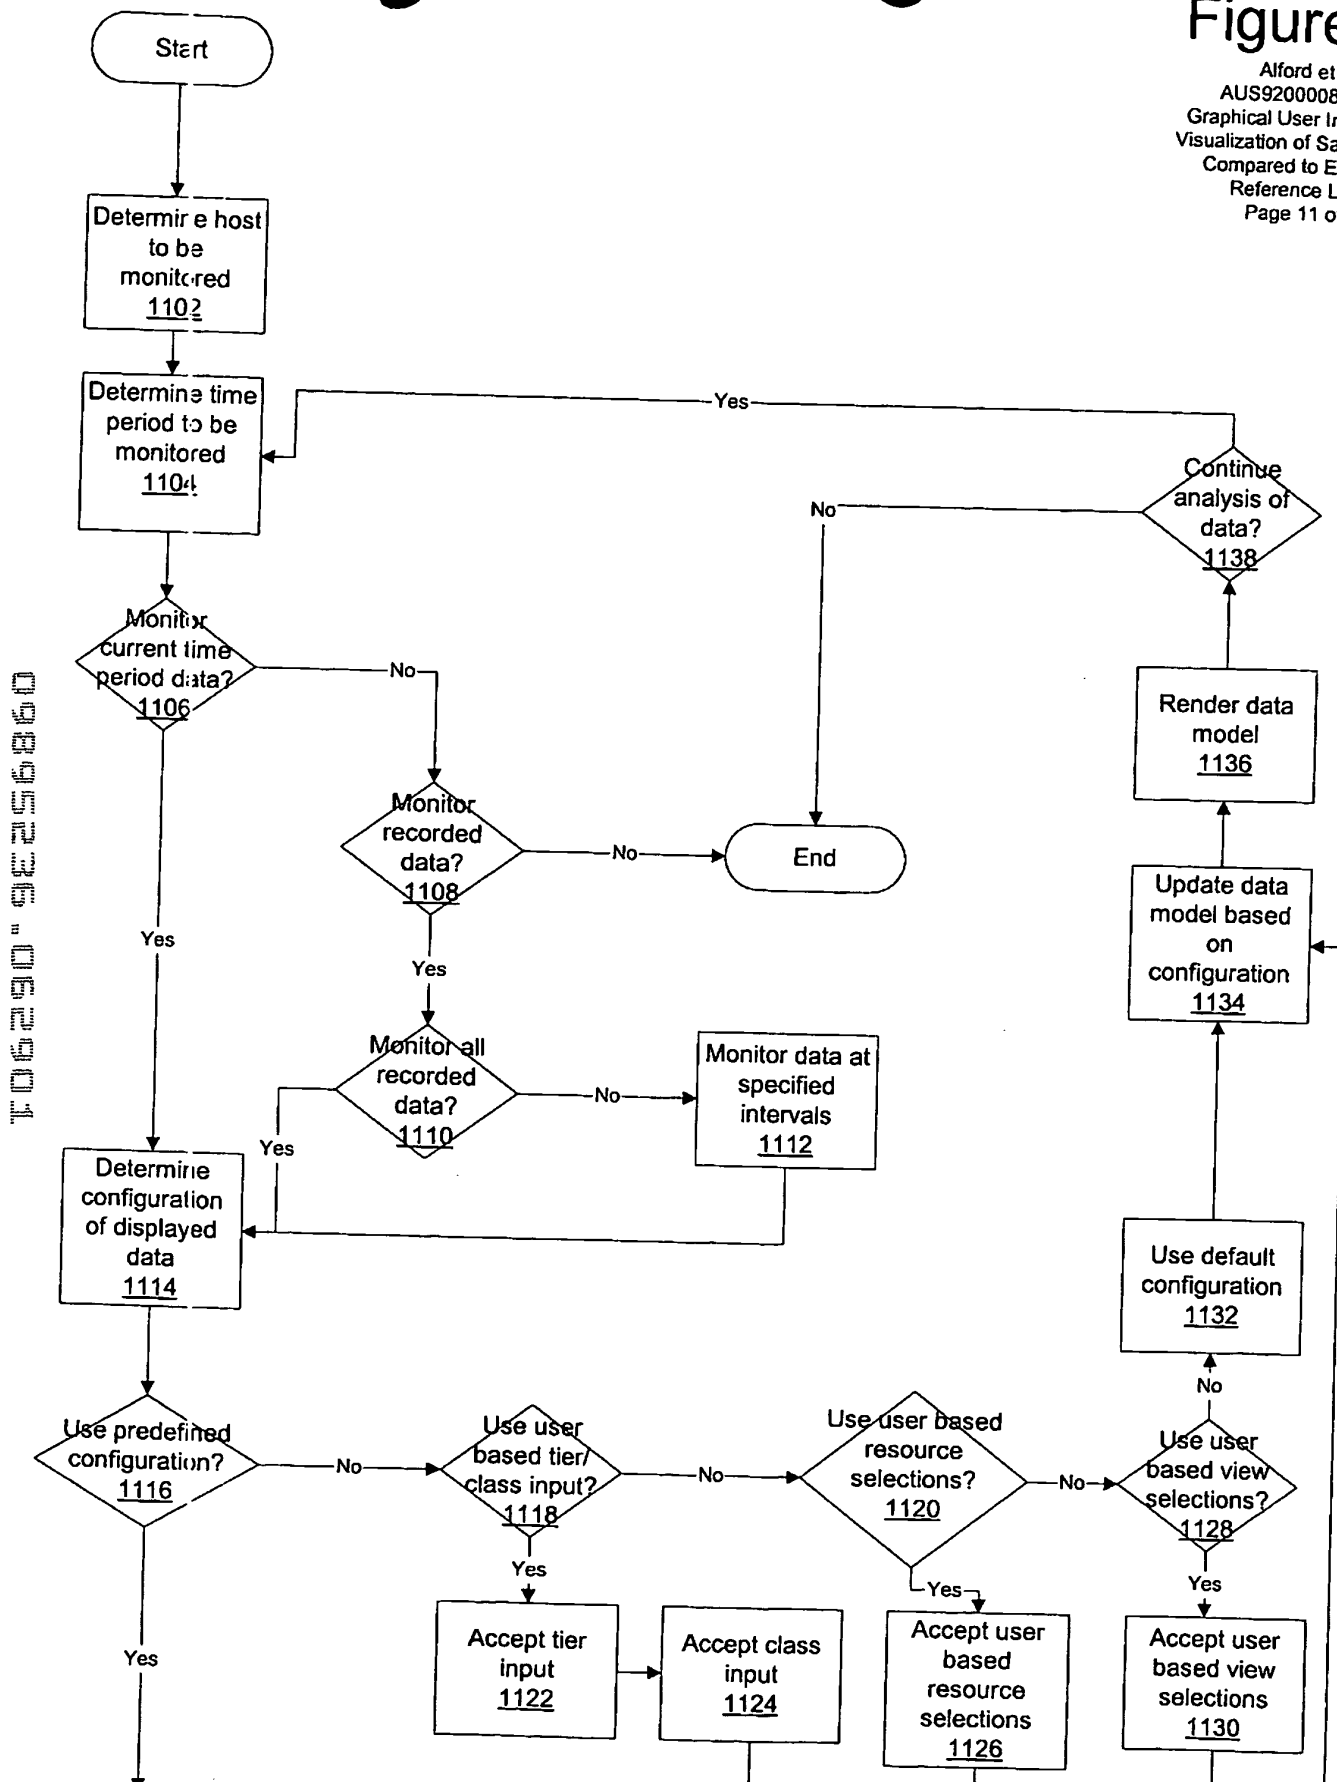 Start
Figure
Alford et
AUS9200008
Graphical User Ir
Visualization of Sa
Compared to E
Reference L
Page 11 o
Determine host
to be
monitored
1102
Determine time
period to be
monitored
1104
Yes
Continue
analysis of
data?
1138
No
Monitor
current time
period data?
1106
No
Render data
model
1136
Monitor
recorded
data?
1108
No
End
Update data
model based
on
configuration
1134
Yes
Yes
Monitor all
recorded
data?
1110
No
Monitor data at
specified
intervals
1112
Yes
Determine
configuration
of displayed
data
1114
Use default
configuration
1132
No
Use predefined
configuration?
1116
No
Use user
based tier/
class input?
1118
No
Use user based
resource
selections?
1120
No
Use user
based view
selections?
1128
Yes
Yes
Yes
Yes
Accept tier
input
1122
Accept class
input
1124
Accept user
based
resource
selections
1126
Accept user
based view
selections
1130
09895236.062901